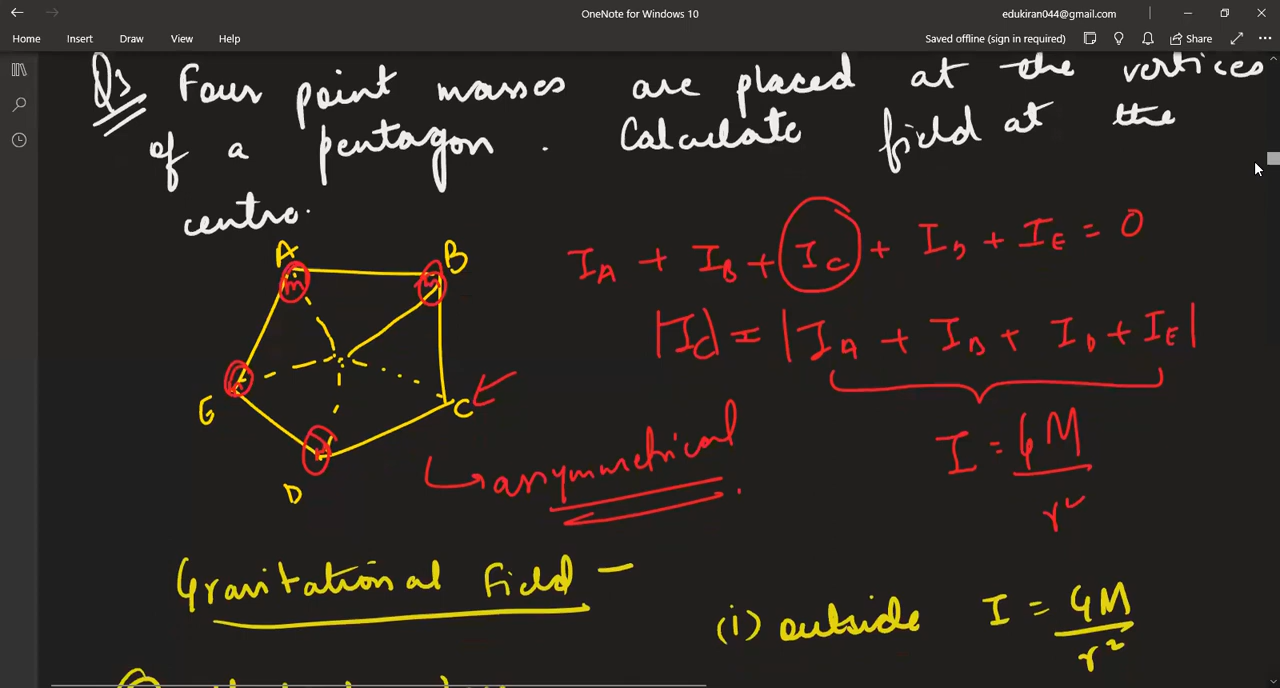 OneNote for Windows 10
edukiran044@gmail.com
Home Insert Draw View Help
Saved offline (sign in required)
Share
Q3 Four point masses are placed at the vertices
of a pentagon. Calculate field at the
centre.
A B
m m
m
E C
m
D
I_A + I_B + I_C + I_D + I_E = 0
|I_C| = |I_A + I_B + I_D + I_E|
I = GM
r²
assymmetrical
Gravitational Field –
(i) outside I = GM
r²